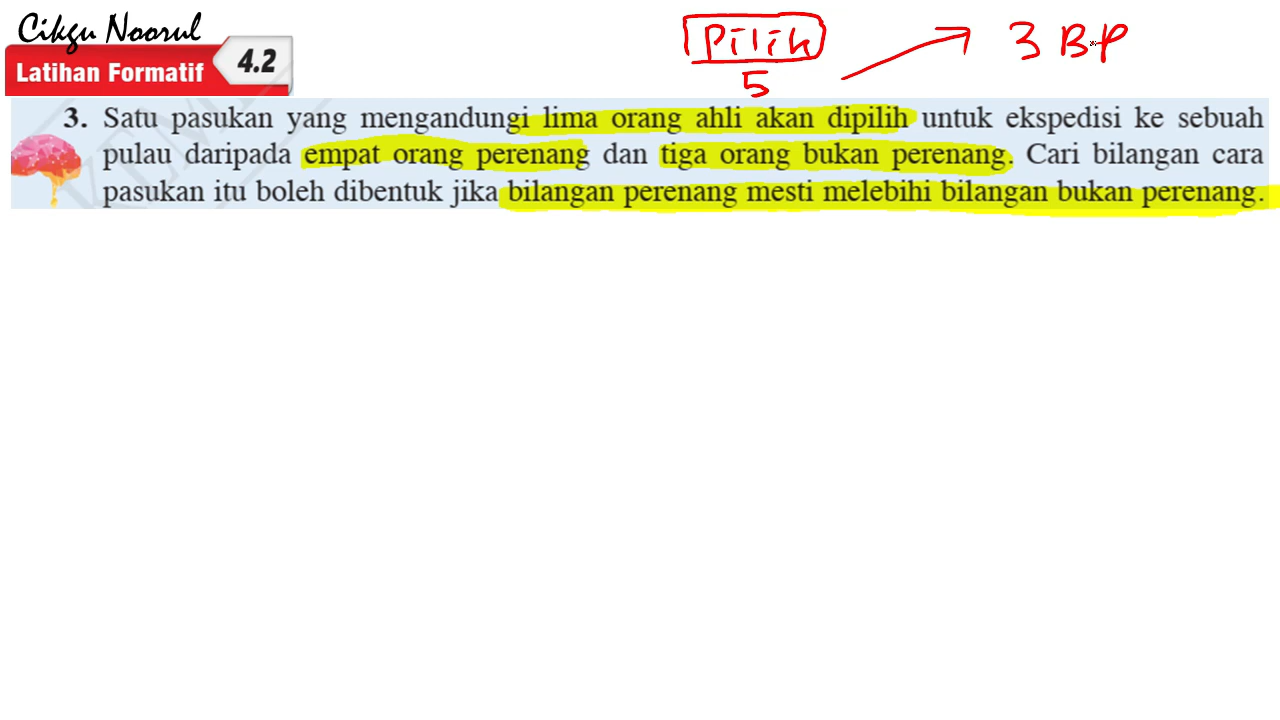 Cikgu Noorul
Latihan Formatif 4.2
Pilih
5
3 BP
3. Satu pasukan yang mengandungi lima orang ahli akan dipilih untuk ekspedisi ke sebuah
pulau daripada empat orang perenang dan tiga orang bukan perenang. Cari bilangan cara
pasukan itu boleh dibentuk jika bilangan perenang mesti melebihi bilangan bukan perenang.